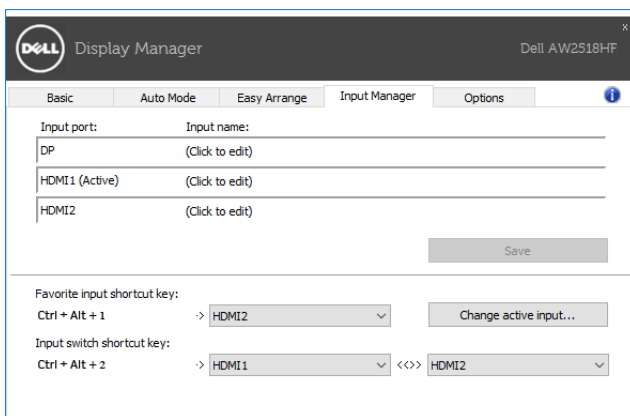 DELL Display Manager Dell AW2518HF
Basic Auto Mode Easy Arrange Input Manager Options
Input port: Input name:
DP (Click to edit)
HDMI1 (Active) (Click to edit)
HDMI2 (Click to edit)
Save
Favorite input shortcut key:
Ctrl + Alt + 1 -> HDMI2 Change active input...
Input switch shortcut key:
Ctrl + Alt + 2 -> HDMI1 <<>> HDMI2